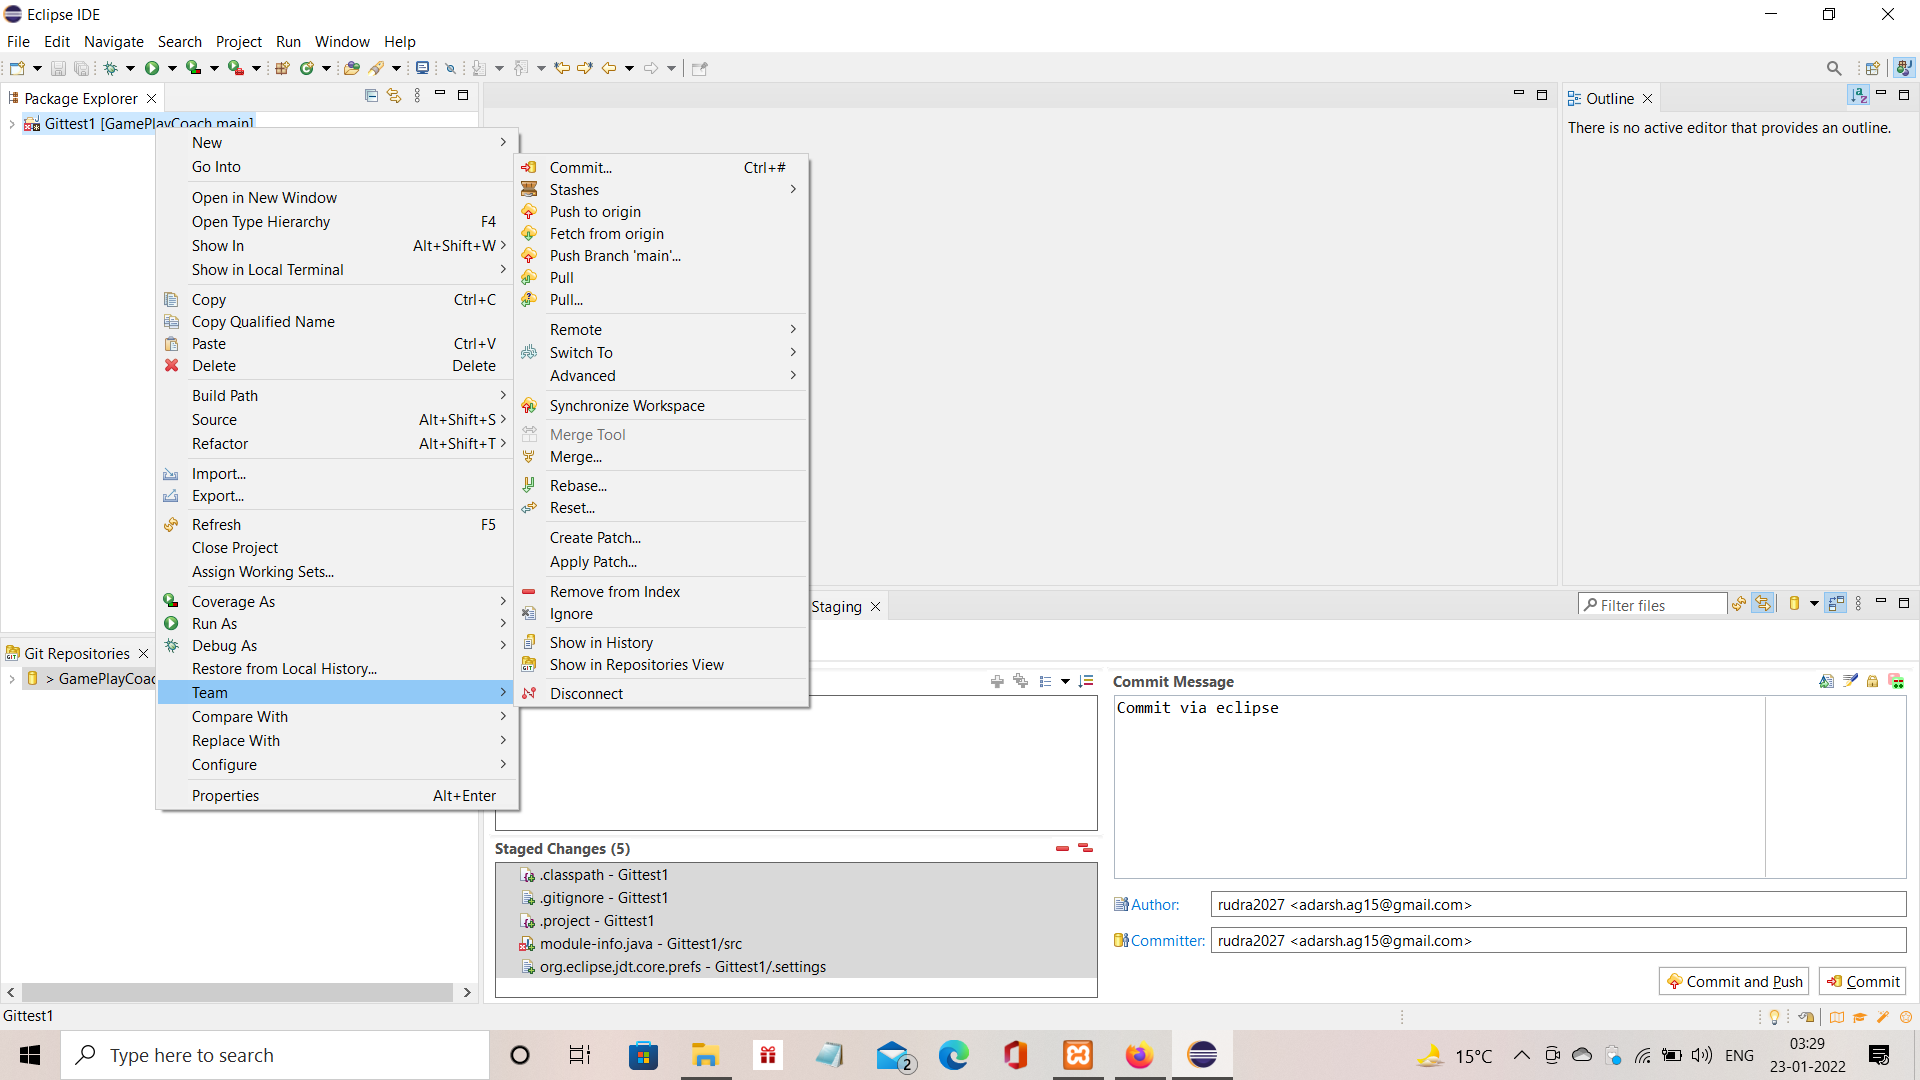 Eclipse IDE
File Edit Navigate Search Project Run Window Help
Package Explorer
Gittest1 [GamePlayCoach main]
New
Go Into
Open in New Window
Open Type Hierarchy F4
Show In Alt+Shift+W
Show in Local Terminal
Copy Ctrl+C
Copy Qualified Name
Paste Ctrl+V
Delete Delete
Build Path
Source Alt+Shift+S
Refactor Alt+Shift+T
Import...
Export...
Refresh F5
Close Project
Assign Working Sets...
Coverage As
Run As
Debug As
Restore from Local History...
Team
Compare With
Replace With
Configure
Properties Alt+Enter
Commit... Ctrl+#
Stashes
Push to origin
Fetch from origin
Push Branch 'main'...
Pull
Pull...
Remote
Switch To
Advanced
Synchronize Workspace
Merge Tool
Merge...
Rebase...
Reset...
Create Patch...
Apply Patch...
Remove from Index
Ignore
Show in History
Show in Repositories View
Disconnect
Outline
There is no active editor that provides an outline.
Git Repositories
> GamePlayCoac
Staging
Filter files
Staged Changes (5)
.classpath - Gittest1
.gitignore - Gittest1
.project - Gittest1
module-info.java - Gittest1/src
org.eclipse.jdt.core.prefs - Gittest1/.settings
Commit Message
Commit via eclipse
Author: rudra2027 <adarsh.ag15@gmail.com>
Committer: rudra2027 <adarsh.ag15@gmail.com>
Commit and Push Commit
Gittest1
Type here to search
2
15°C
ENG
03:29
23-01-2022